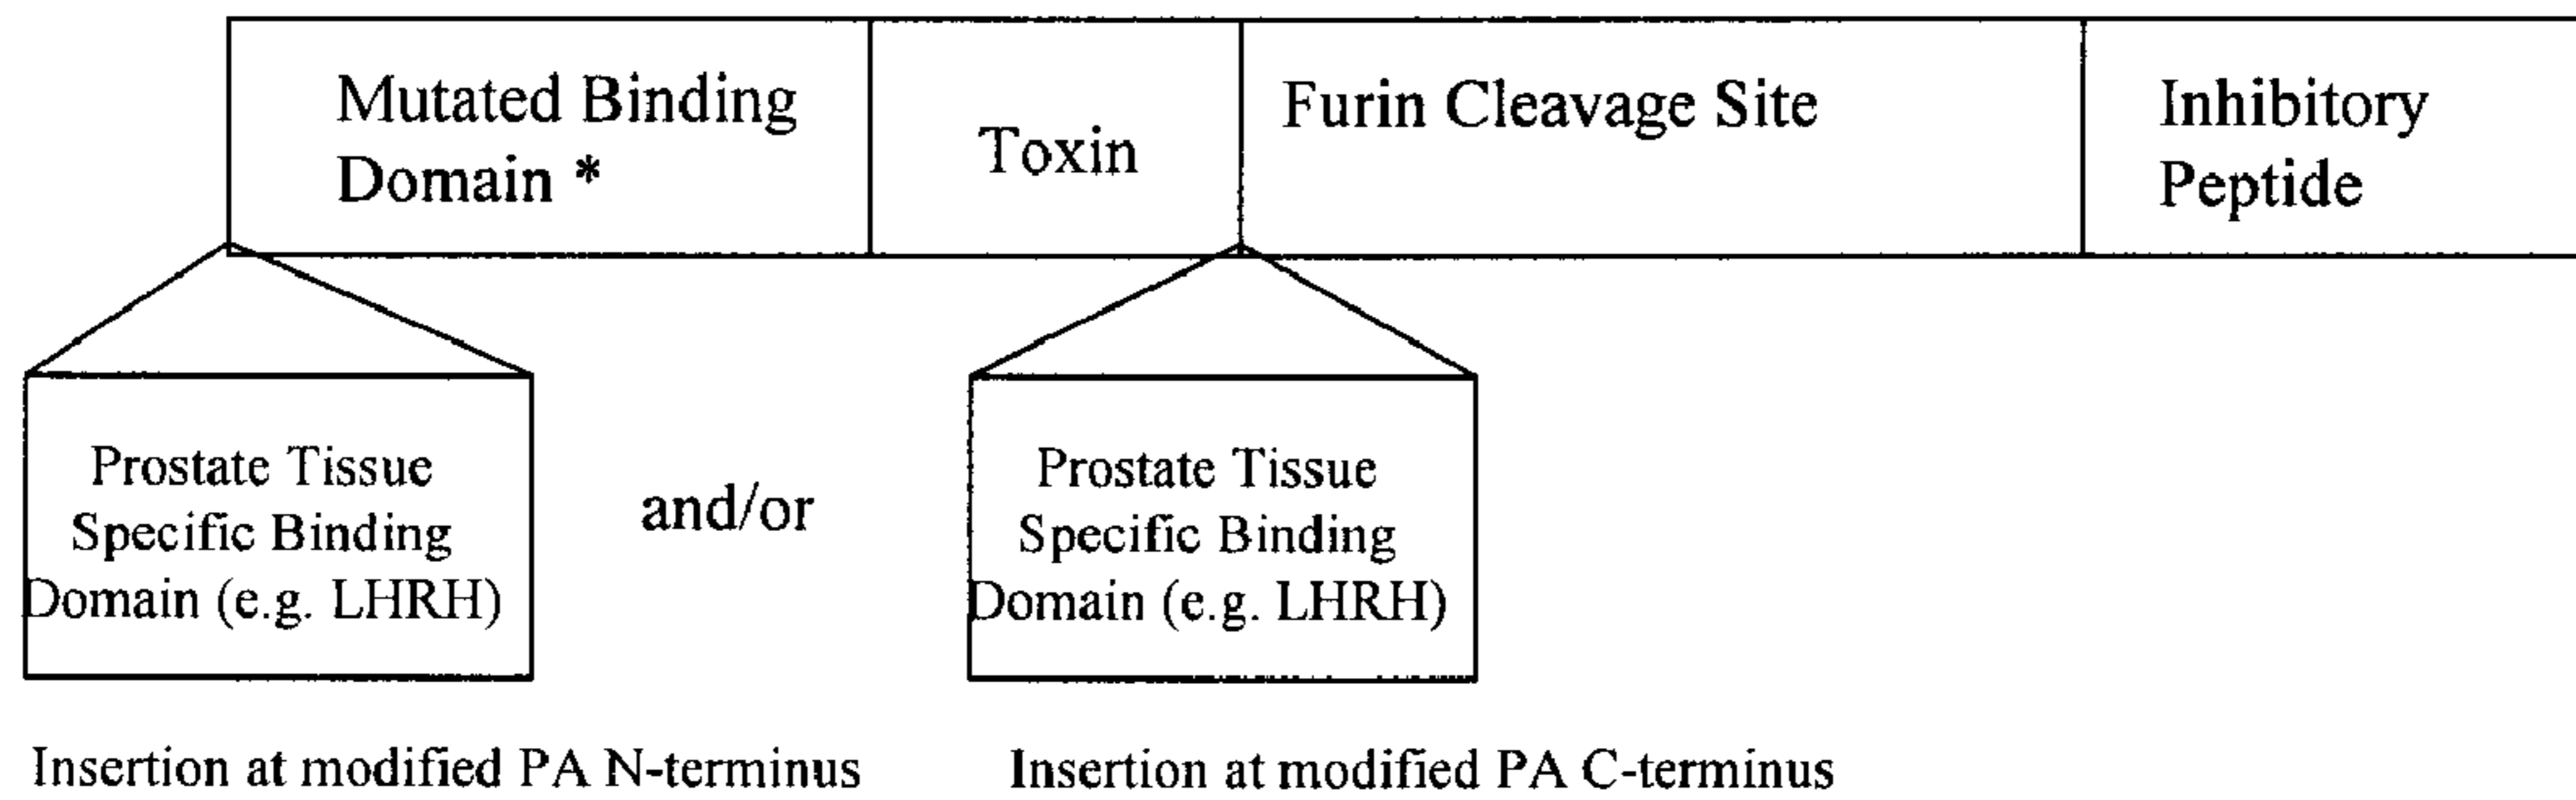 Mutated Binding
Domain *
Toxin
Furin Cleavage Site
Inhibitory
Peptide
Prostate Tissue
Specific Binding
Domain (e.g. LHRH)
and/or
Prostate Tissue
Specific Binding
Domain (e.g. LHRH)
Insertion at modified PA N-terminus
Insertion at modified PA C-terminus